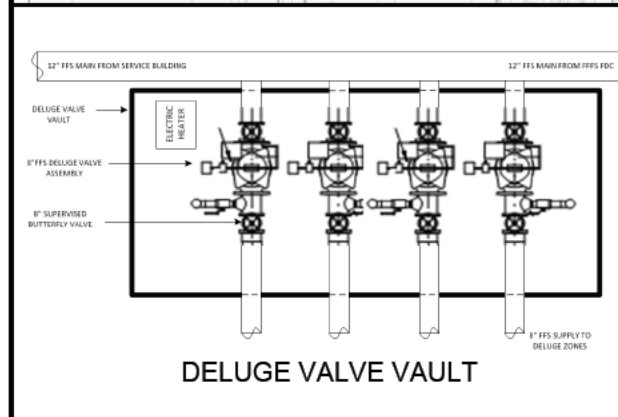 12" FFS MAIN FROM SERVICE BUILDING
12" FFS MAIN FROM FFFS FDC
DELUGE VALVE
VAULT
ELECTRIC
HEATER
8"FFS DELUGE VALVE
ASSEMBLY
8" SUPERVISED
BUTTERFLY VALVE
8" FFS SUPPLY TO
DELUGE ZONES
DELUGE VALVE VAULT